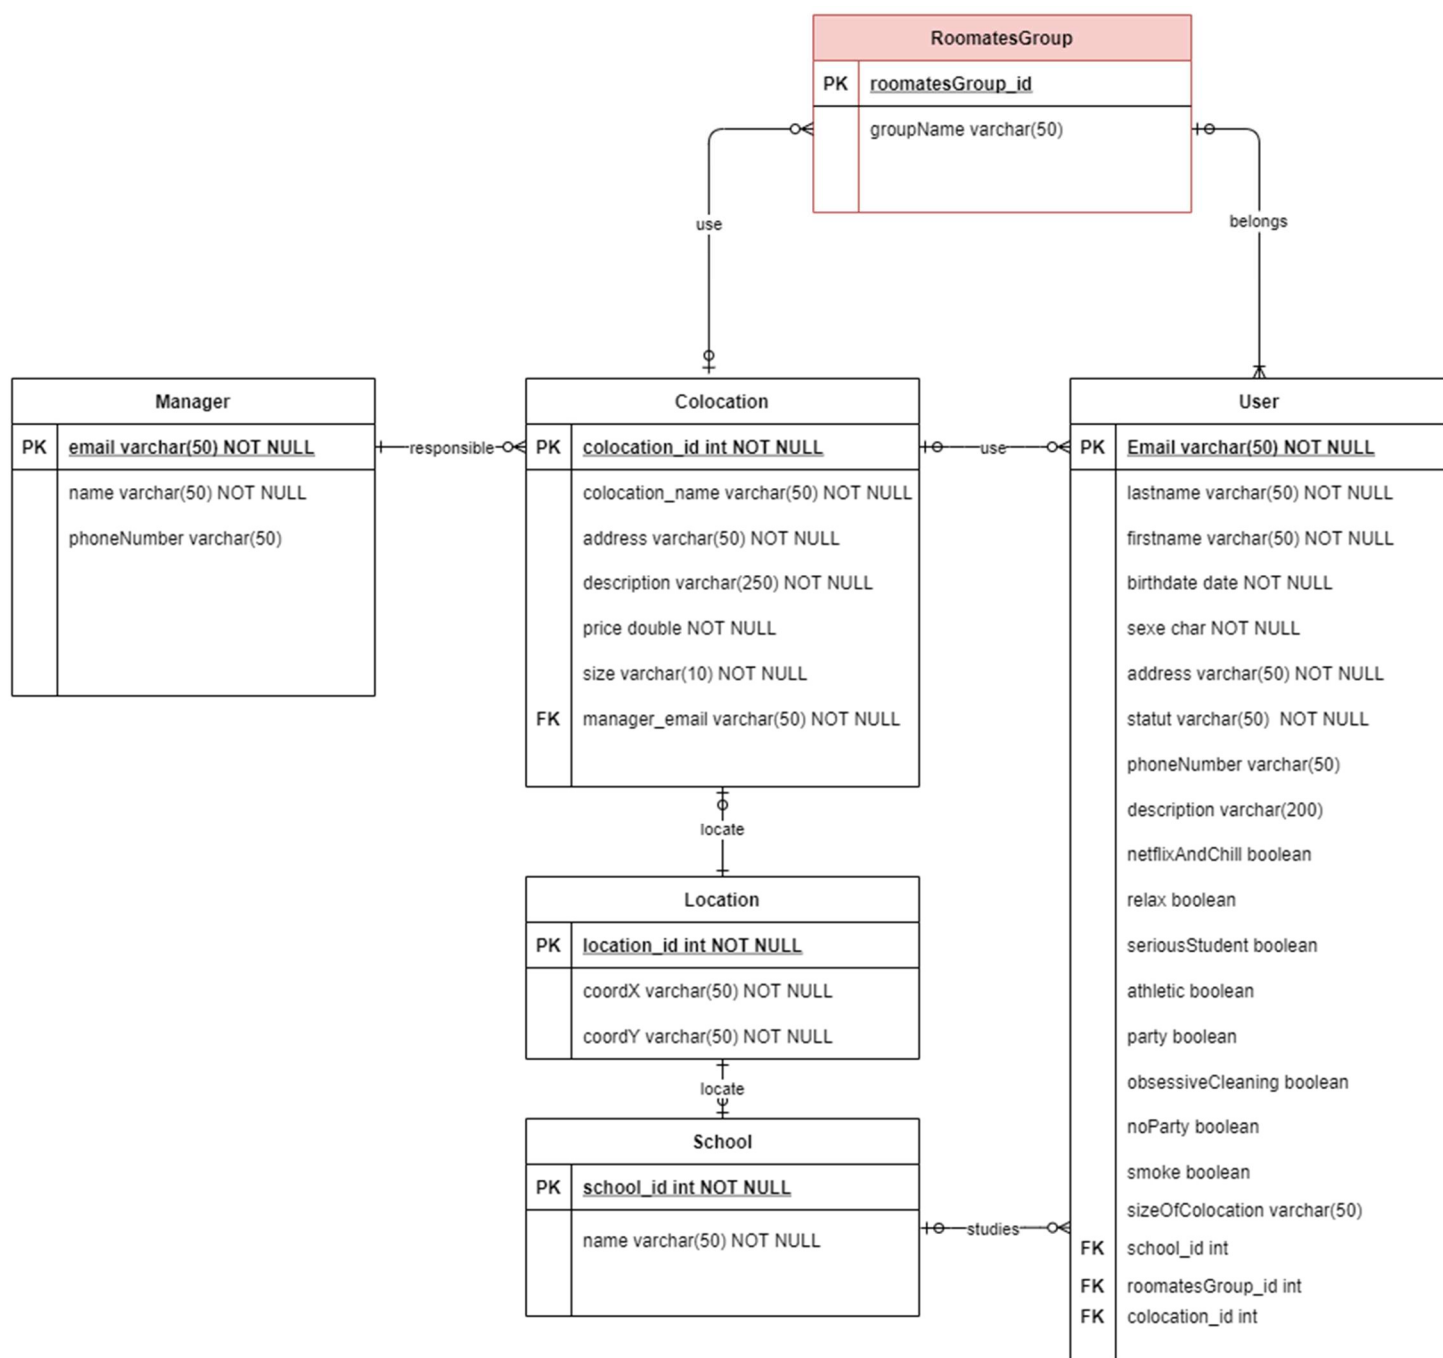 RoomatesGroup
PK roomatesGroup_id
groupName varchar(50)
use
belongs
Manager
PK email varchar(50) NOT NULL
name varchar(50) NOT NULL
phoneNumber varchar(50)
responsible
Colocation
PK colocation_id int NOT NULL
colocation_name varchar(50) NOT NULL
address varchar(50) NOT NULL
description varchar(250) NOT NULL
price double NOT NULL
size varchar(10) NOT NULL
FK manager_email varchar(50) NOT NULL
use
User
PK Email varchar(50) NOT NULL
lastname varchar(50) NOT NULL
firstname varchar(50) NOT NULL
birthdate date NOT NULL
sexe char NOT NULL
address varchar(50) NOT NULL
statut varchar(50) NOT NULL
phoneNumber varchar(50)
description varchar(200)
netflixAndChill boolean
relax boolean
seriousStudent boolean
athletic boolean
party boolean
obsessiveCleaning boolean
noParty boolean
smoke boolean
sizeOfColocation varchar(50)
FK school_id int
FK roomatesGroup_id int
FK colocation_id int
locate
Location
PK location_id int NOT NULL
coordX varchar(50) NOT NULL
coordY varchar(50) NOT NULL
locate
School
PK school_id int NOT NULL
name varchar(50) NOT NULL
studies